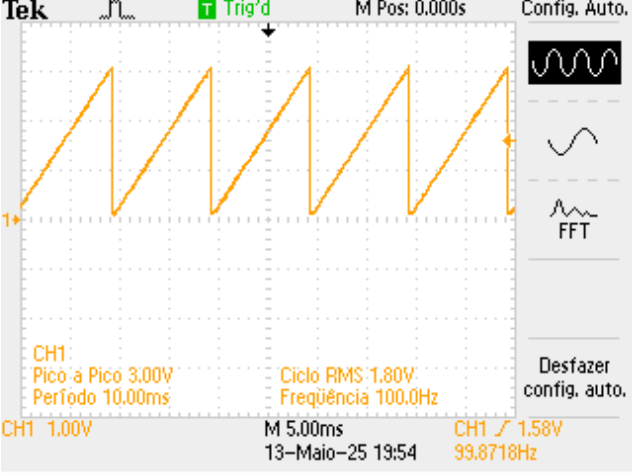 Tek T Trig'd M Pos: 0.000s Config. Auto.
1
FFT
CH1
Pico a Pico 3.00V Ciclo RMS 1.80V
Período 10.00ms Freqüência 100.0Hz
Desfazer
config. auto.
CH1 1.00V M 5.00ms CH1 1.58V
13-Maio-25 19:54 99.8718Hz